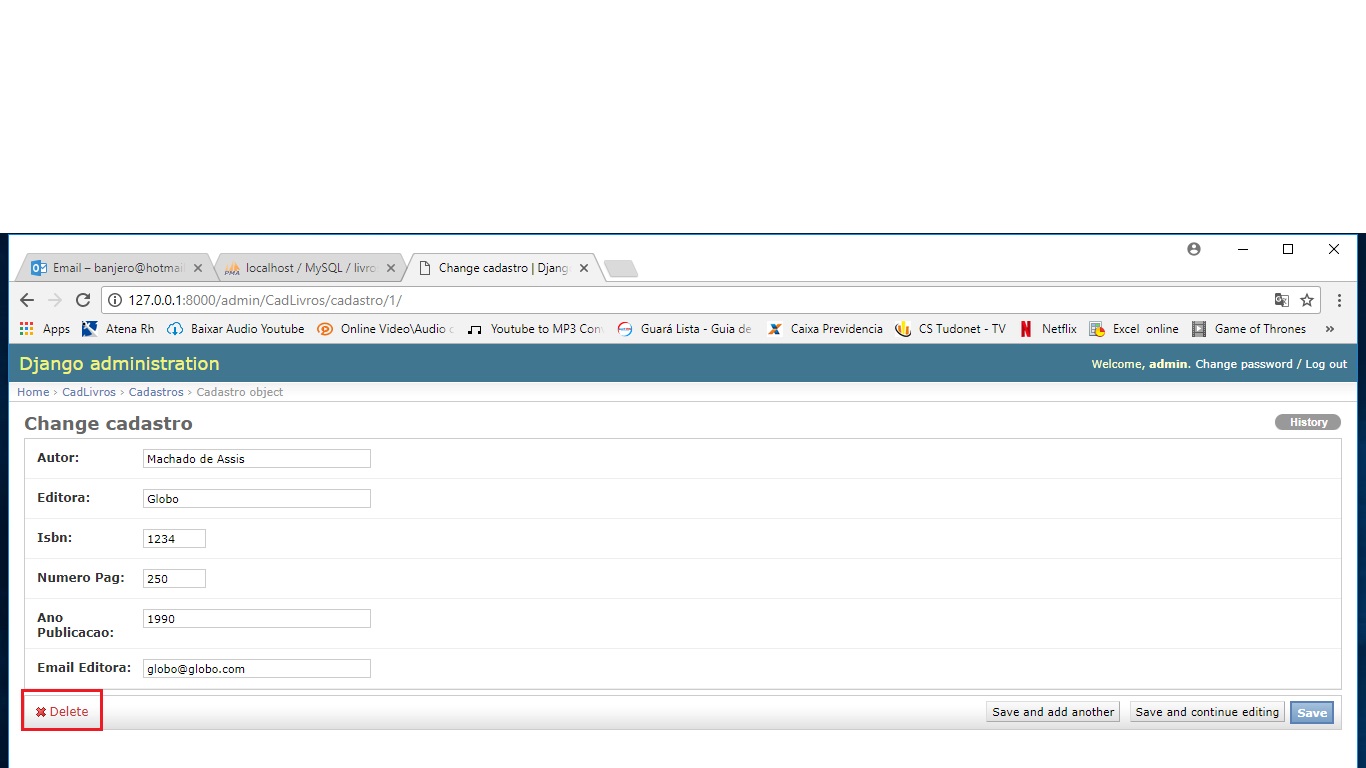 Email – banjero@hotmai
localhost / MySQL / livro
Change cadastro | Djang
127.0.0.1:8000/admin/CadLivros/cadastro/1/
Apps Atena Rh Baixar Audio Youtube Online Video\Audio c Youtube to MP3 Con Guará Lista - Guia de Caixa Previdencia CS Tudonet - TV Netflix Excel online Game of Thrones »
Django administration
Welcome, admin. Change password / Log out
Home › CadLivros › Cadastros › Cadastro object
Change cadastro
History
Autor: Machado de Assis
Editora: Globo
Isbn: 1234
Numero Pag: 250
Ano
Publicacao: 1990
Email Editora: globo@globo.com
Delete
Save and add another
Save and continue editing
Save